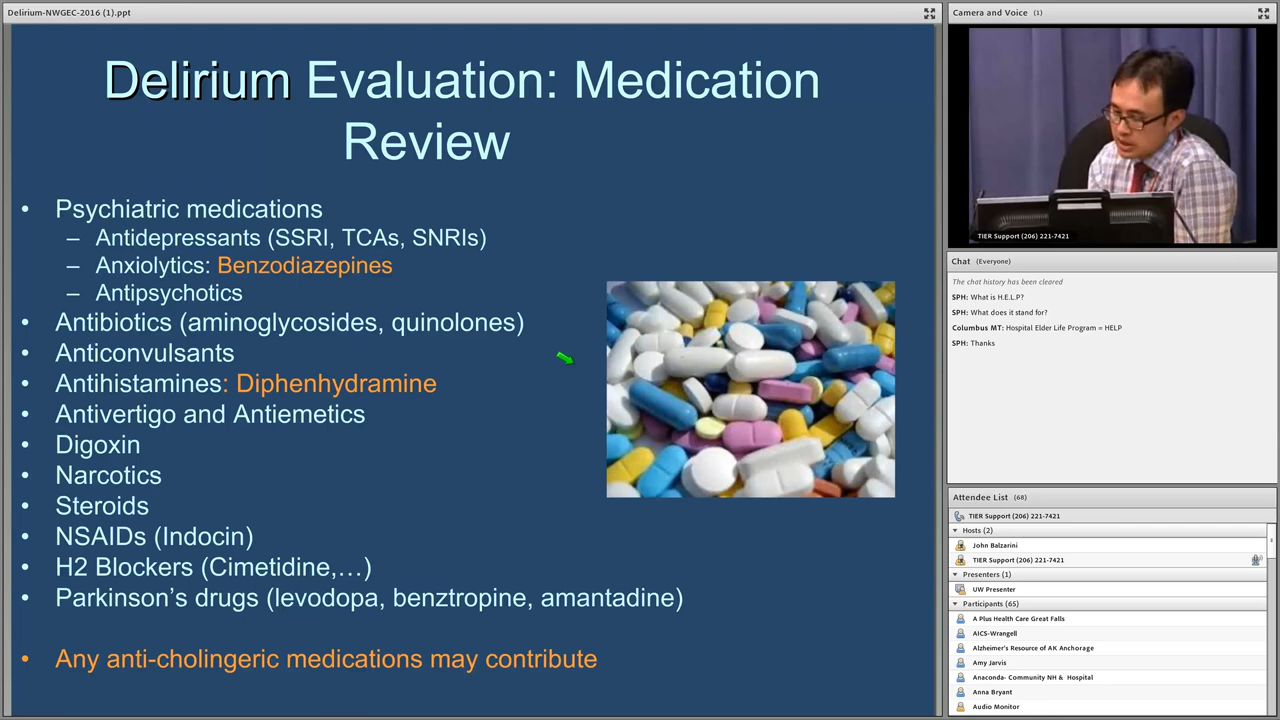 Delirium-NWGEC-2016 (1).ppt
Delirium Evaluation: Medication
Review
• Psychiatric medications
– Antidepressants (SSRI, TCAs, SNRIs)
– Anxiolytics: Benzodiazepines
– Antipsychotics
• Antibiotics (aminoglycosides, quinolones)
• Anticonvulsants
• Antihistamines: Diphenhydramine
• Antivertigo and Antiemetics
• Digoxin
• Narcotics
• Steroids
• NSAIDs (Indocin)
• H2 Blockers (Cimetidine,…)
• Parkinson’s drugs (levodopa, benztropine, amantadine)
• Any anti-cholingeric medications may contribute
Camera and Voice (1)
TIER Support (206) 221-7421
Chat (Everyone)
The chat history has been cleared
SPH: What is H.E.L.P?
SPH: What does it stand for?
Columbus MT: Hospital Elder Life Program = HELP
SPH: Thanks
Attendee List (68)
TIER Support (206) 221-7421
Hosts (2)
John Balzarini
TIER Support (206) 221-7421
Presenters (1)
UW Presenter
Participants (65)
A Plus Health Care Great Falls
AICS-Wrangell
Alzheimer's Resource of AK Anchorage
Amy Jarvis
Anaconda- Community NH & Hospital
Anna Bryant
Audio Monitor